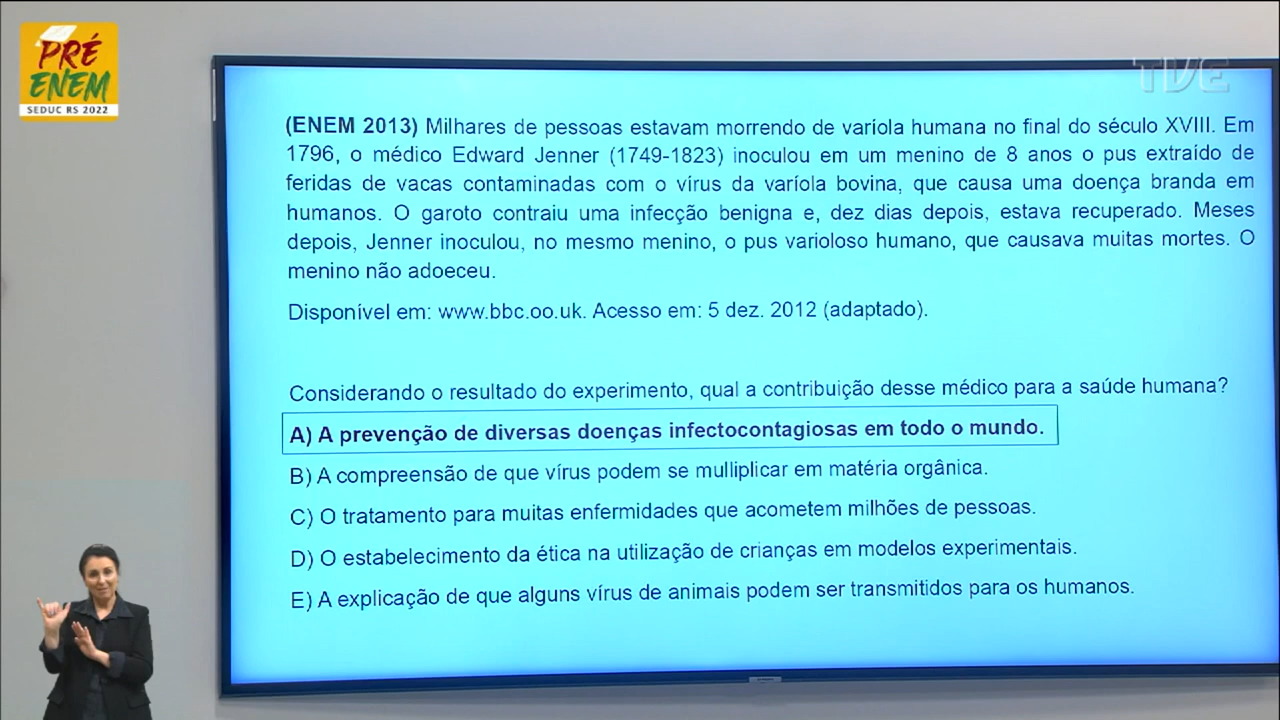 PRÉ
ENEM
SEDUC RS 2022
TVE
(ENEM 2013) Milhares de pessoas estavam morrendo de varíola humana no final do século XVIII. Em
1796, o médico Edward Jenner (1749-1823) inoculou em um menino de 8 anos o pus extraído de
feridas de vacas contaminadas com o vírus da varíola bovina, que causa uma doença branda em
humanos. O garoto contraiu uma infecção benigna e, dez dias depois, estava recuperado. Meses
depois, Jenner inoculou, no mesmo menino, o pus varioloso humano, que causava muitas mortes. O
menino não adoeceu.
Disponível em: www.bbc.oo.uk. Acesso em: 5 dez. 2012 (adaptado).
Considerando o resultado do experimento, qual a contribuição desse médico para a saúde humana?
A) A prevenção de diversas doenças infectocontagiosas em todo o mundo.
B) A compreensão de que vírus podem se mulliplicar em matéria orgânica.
C) O tratamento para muitas enfermidades que acometem milhões de pessoas.
D) O estabelecimento da ética na utilização de crianças em modelos experimentais.
E) A explicação de que alguns vírus de animais podem ser transmitidos para os humanos.